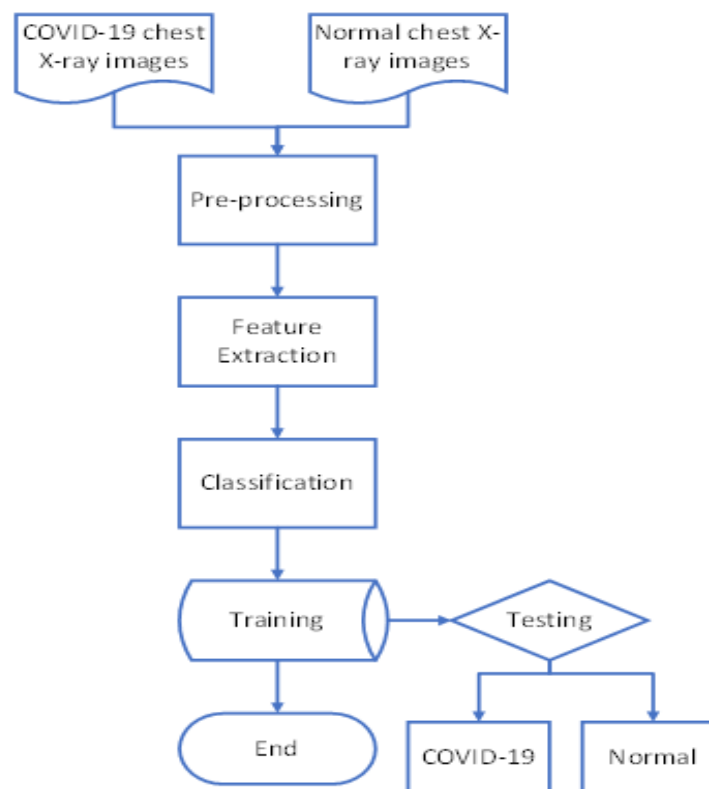 COVID-19 chest
X-ray images
Normal chest X-
ray images
Pre-processing
Feature
Extraction
Classification
Training
Testing
End
COVID-19
Normal